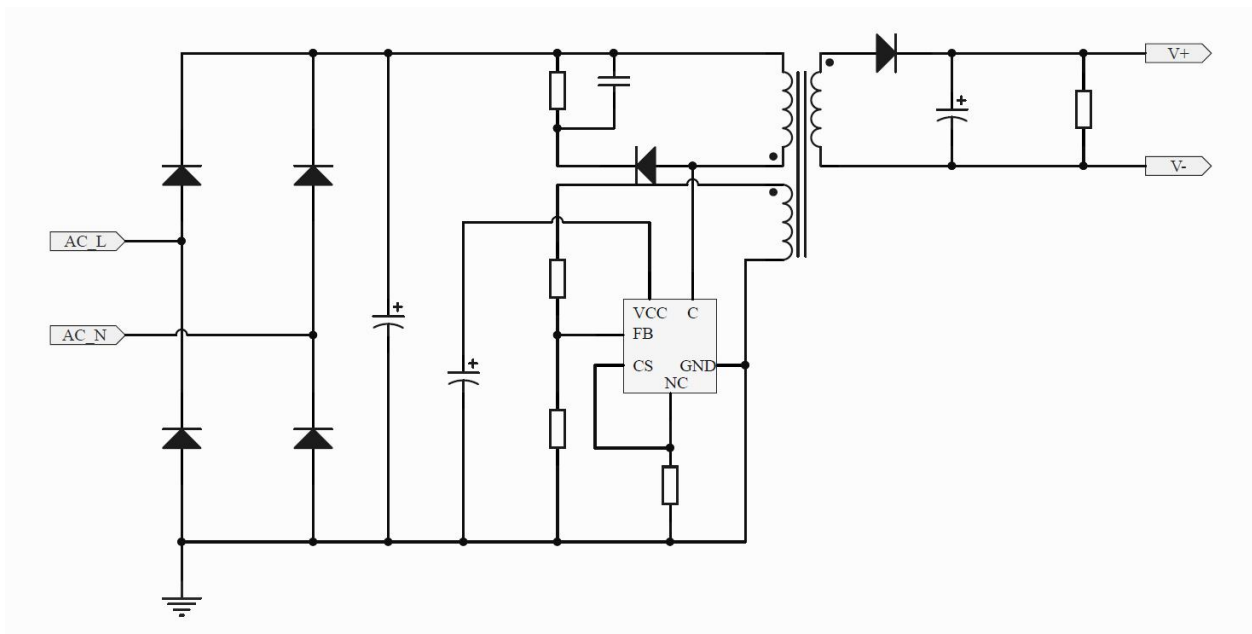 V+
V-
AC_L
AC_N
VCC C
FB
CS GND
NC